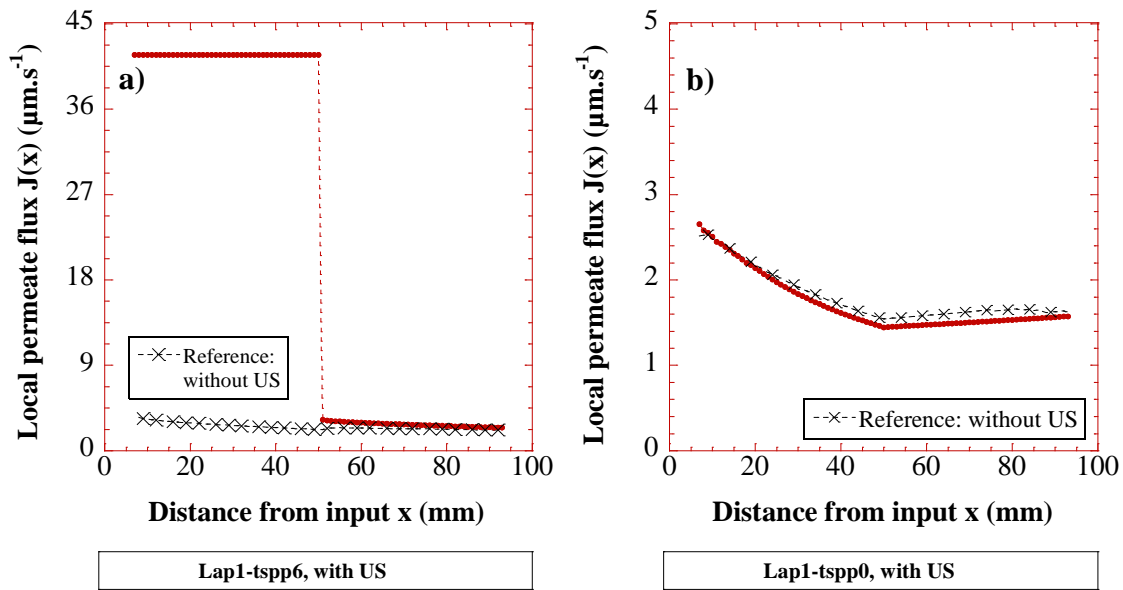 Local permeate flux J(x) (µm.s⁻¹)
45
36
27
18
9
0
a)
Reference:
without US
0 20 40 60 80 100
Distance from input x (mm)
Lap1-tspp6, with US
Local permeate flux J(x) (µm.s⁻¹)
5
4
3
2
1
0
b)
Reference: without US
0 20 40 60 80 100
Distance from input x (mm)
Lap1-tspp0, with US